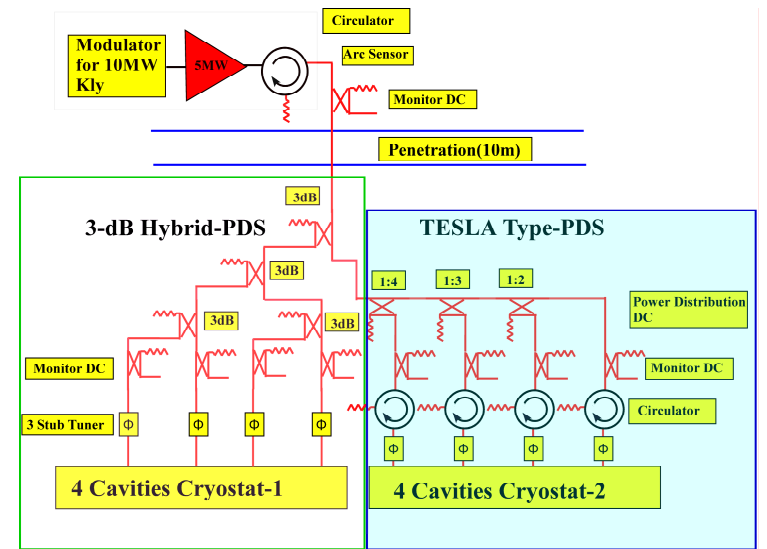 Circulator
Modulator
for 10MW
Kly
5MW
Arc Sensor
Monitor DC
Penetration(10m)
3dB
3-dB Hybrid-PDS
TESLA Type-PDS
3dB
1:4
1:3
1:2
Power Distribution
DC
3dB
3dB
Monitor DC
Monitor DC
Circulator
3 Stub Tuner
Φ
Φ
Φ
Φ
Φ
Φ
Φ
Φ
4 Cavities Cryostat-1
4 Cavities Cryostat-2